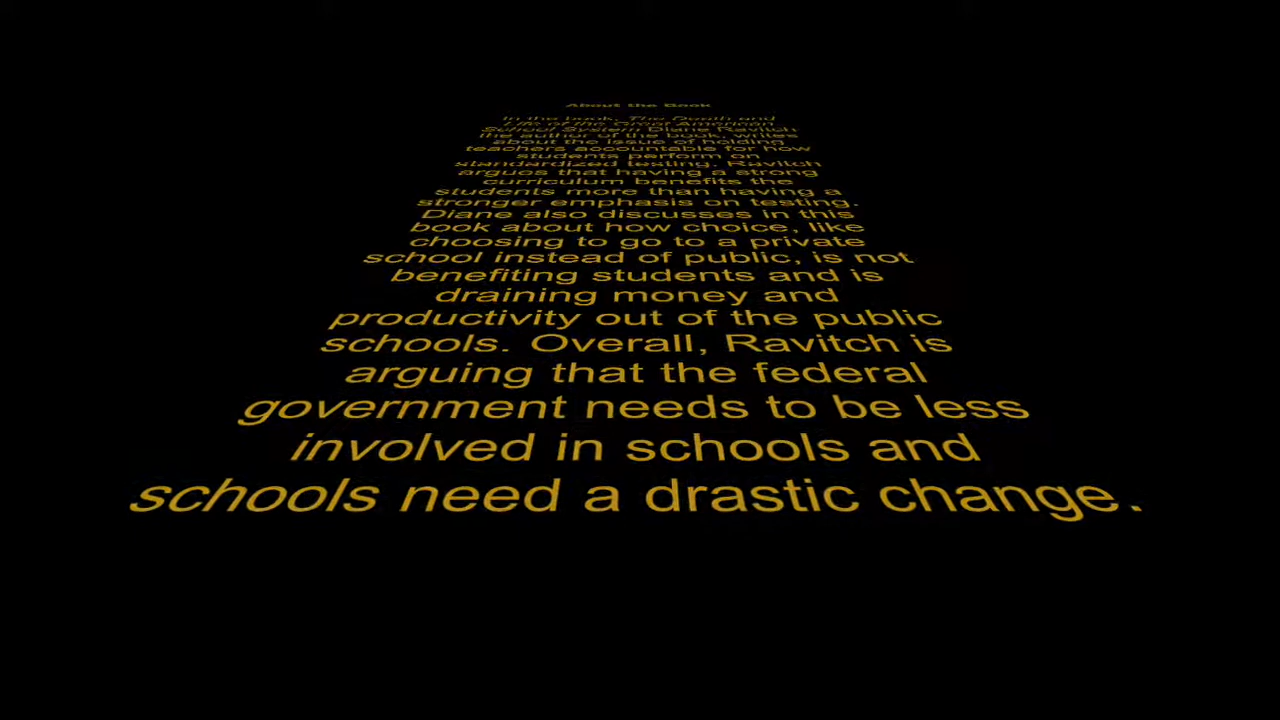 About the Book
In the book, The Death and
Life of the Great American
School System Diane Ravitch
the author of the book, writes
about the issue of holding
teachers accountable for how
students perform on
standardized testing. Ravitch
argues that having a strong
curriculum benefits the
students more than having a
stronger emphasis on testing.
Diane also discusses in this
book about how choice, like
choosing to go to a private
school instead of public, is not
benefiting students and is
draining money and
productivity out of the public
schools. Overall, Ravitch is
arguing that the federal
government needs to be less
involved in schools and
schools need a drastic change.